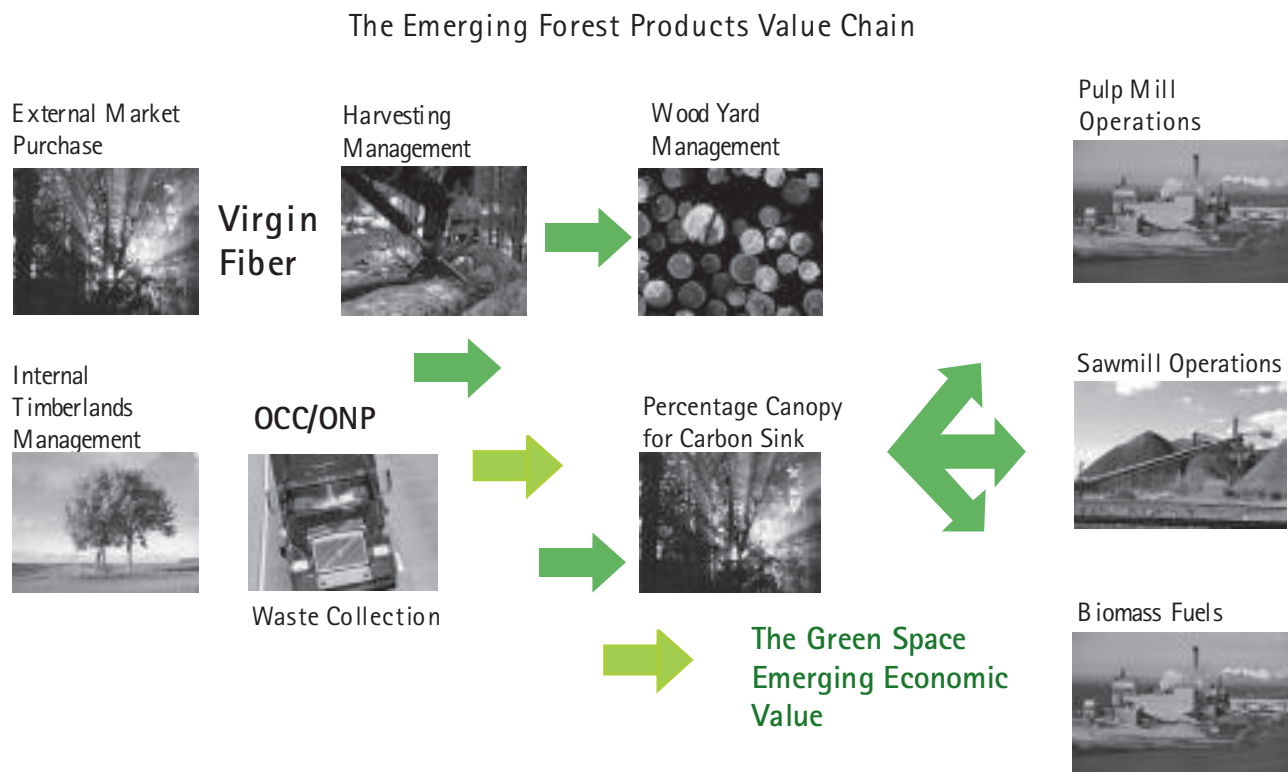 The Emerging Forest Products Value Chain
External Market
Purchase
Harvesting
Management
Wood Yard
Management
Pulp Mill
Operations
Virgin
Fiber
Internal
Timberlands
Management
OCC/ONP
Percentage Canopy
for Carbon Sink
Sawmill Operations
Waste Collection
The Green Space
Emerging Economic
Value
Biomass Fuels